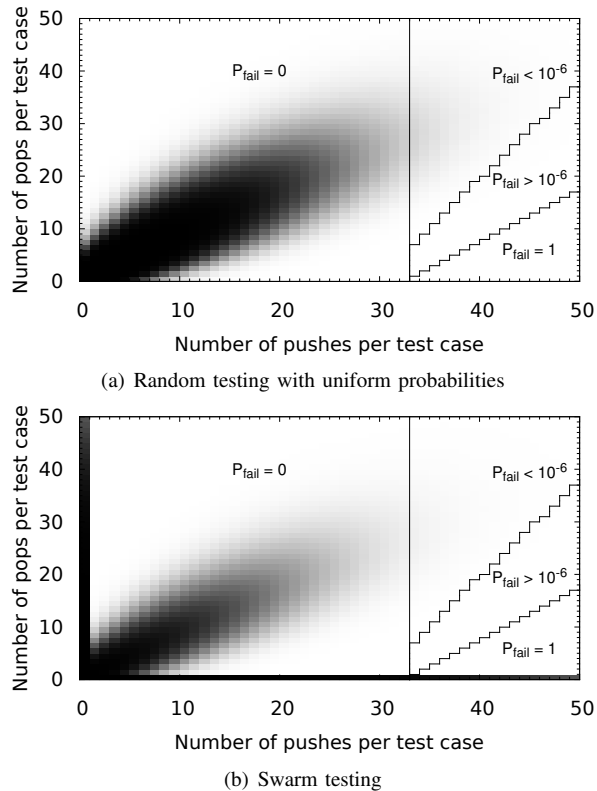 50
40
30
20
10
0
Number of pops per test case
P_fail = 0
P_fail < 10^-6
P_fail > 10^-6
P_fail = 1
0 10 20 30 40 50
Number of pushes per test case
(a) Random testing with uniform probabilities
50
40
30
20
10
0
Number of pops per test case
P_fail = 0
P_fail < 10^-6
P_fail > 10^-6
P_fail = 1
0 10 20 30 40 50
Number of pushes per test case
(b) Swarm testing